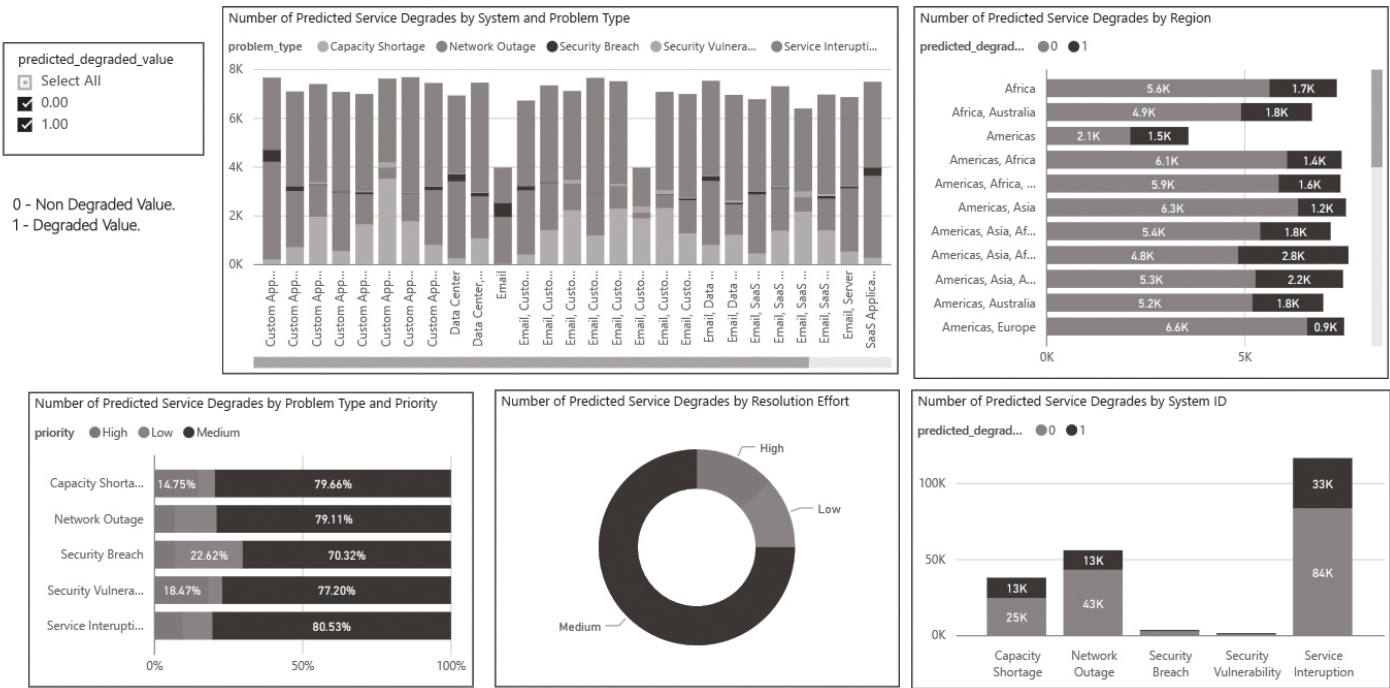 predicted_degraded_value
Select All
0.00
1.00
0 - Non Degraded Value.
1 - Degraded Value.
Number of Predicted Service Degrades by System and Problem Type
problem_type Capacity Shortage Network Outage Security Breach Security Vulnera... Service Interupti...
8K
6K
4K
2K
0K
Custom App...
Custom App...
Custom App...
Custom App...
Custom App...
Custom App...
Custom App...
Custom App...
Data Center
Data Center,...
Email
Email, Custo...
Email, Custo...
Email, Custo...
Email, Custo...
Email, Custo...
Email, Custo...
Email, Custo...
Email, Custo...
Email, Data ...
Email, Data ...
Email, SaaS ...
Email, SaaS ...
Email, SaaS ...
Email, SaaS ...
Email, Server
SaaS Applica...
Number of Predicted Service Degrades by Region
predicted_degrad... 0 1
Africa 5.6K 1.7K
Africa, Australia 4.9K 1.8K
Americas 2.1K 1.5K
Americas, Africa 6.1K 1.4K
Americas, Africa, ... 5.9K 1.6K
Americas, Asia 6.3K 1.2K
Americas, Asia, Af... 5.4K 1.8K
Americas, Asia, Af... 4.8K 2.8K
Americas, Asia, A... 5.3K 2.2K
Americas, Australia 5.2K 1.8K
Americas, Europe 6.6K 0.9K
0K 5K
Number of Predicted Service Degrades by Problem Type and Priority
priority High Low Medium
Capacity Shorta... 14.75% 79.66%
Network Outage 79.11%
Security Breach 22.62% 70.32%
Security Vulnera... 18.47% 77.20%
Service Interupti... 80.53%
0% 50% 100%
Number of Predicted Service Degrades by Resolution Effort
High
Low
Medium
Number of Predicted Service Degrades by System ID
predicted_degrad... 0 1
100K
50K
0K
33K
84K
13K
43K
13K
25K
Capacity Shortage
Network Outage
Security Breach
Security Vulnerability
Service Interuption